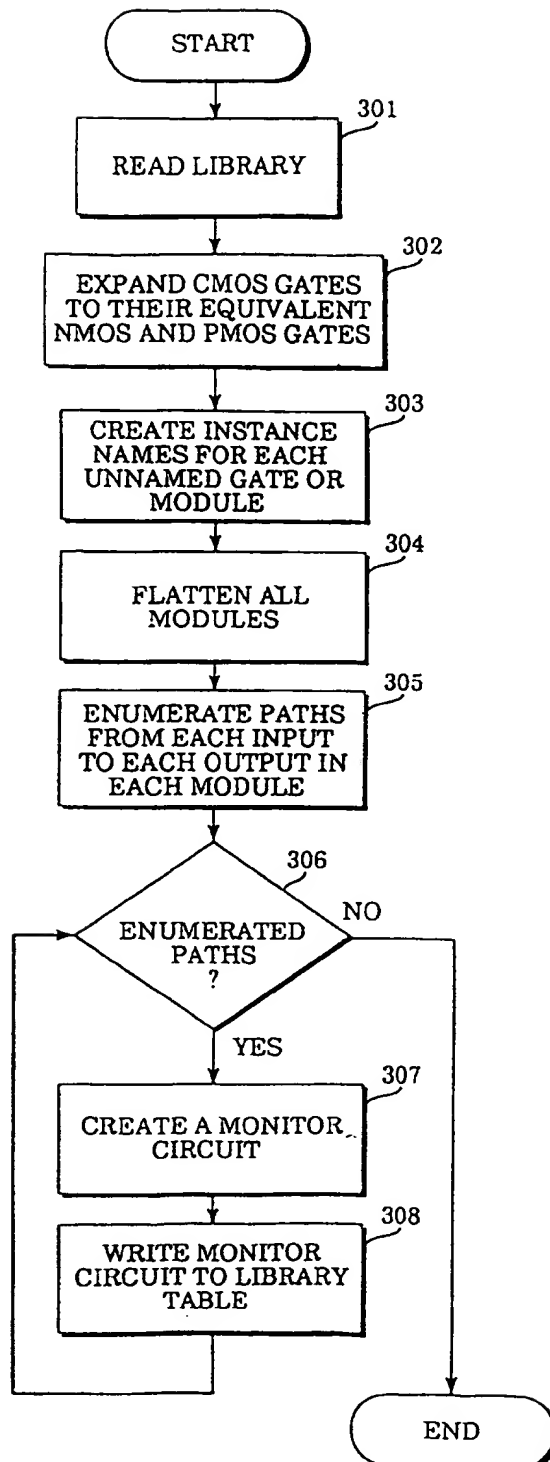 START
301
READ LIBRARY
302
EXPAND CMOS GATES
TO THEIR EQUIVALENT
NMOS AND PMOS GATES
303
CREATE INSTANCE
NAMES FOR EACH
UNNAMED GATE OR
MODULE
304
FLATTEN ALL
MODULES
305
ENUMERATE PATHS
FROM EACH INPUT
TO EACH OUTPUT IN
EACH MODULE
306
NO
ENUMERATED
PATHS
?
YES
307
CREATE A MONITOR
CIRCUIT
308
WRITE MONITOR
CIRCUIT TO LIBRARY
TABLE
END